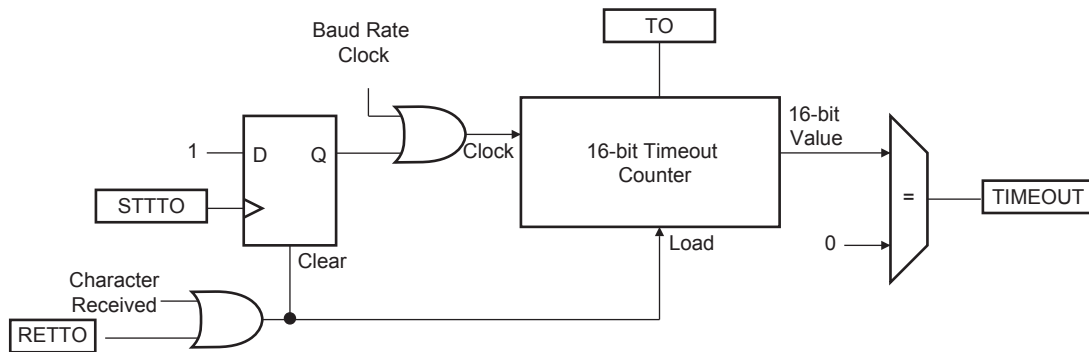 TO
Baud Rate
Clock
16-bit
Value
1
D
Q
Clock
16-bit Timeout
Counter
STTTO
=
TIMEOUT
Clear
Load
0
Character
Received
RETTO